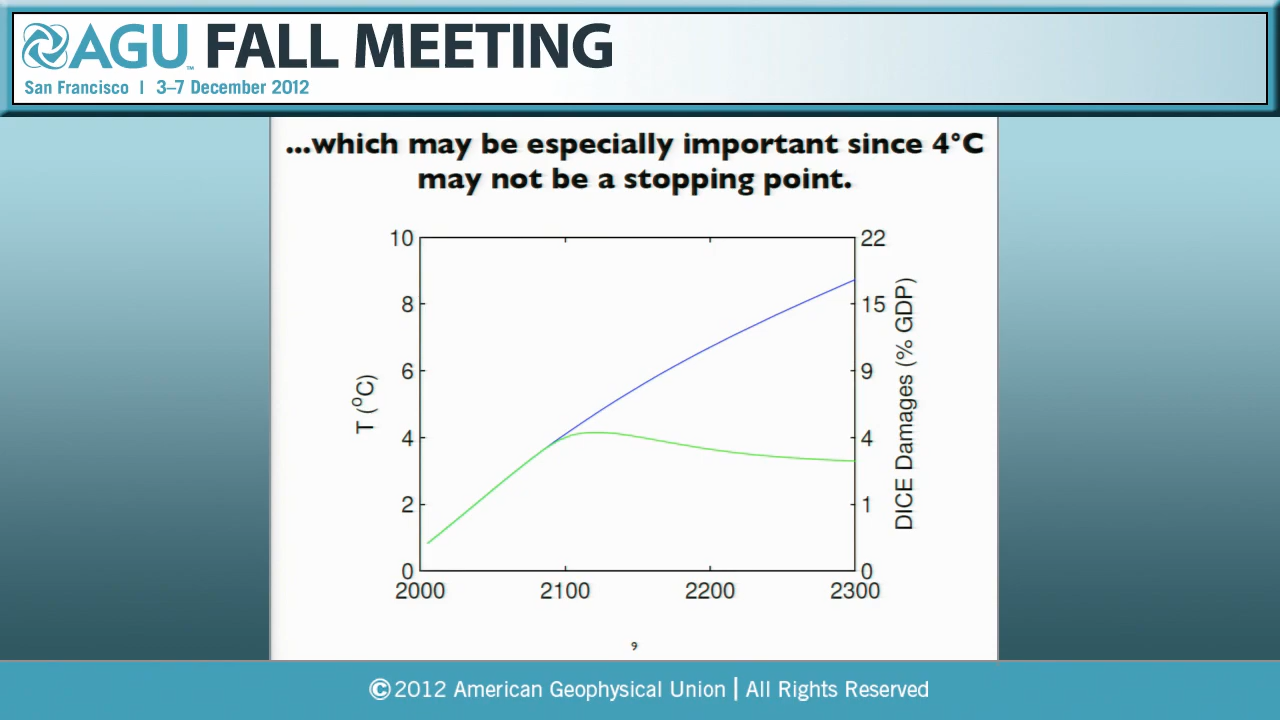 AGU™ FALL MEETING
San Francisco | 3–7 December 2012
...which may be especially important since 4°C
may not be a stopping point.
10
8
6
4
2
0
T (°C)
22
15
9
4
1
0
DICE Damages (% GDP)
2000 2100 2200 2300
9
©2012 American Geophysical Union | All Rights Reserved